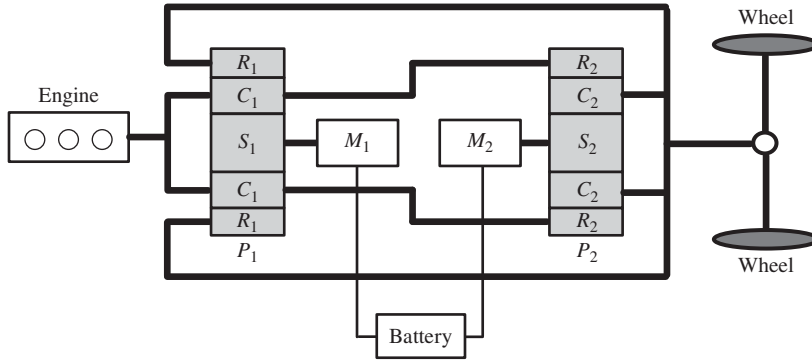 Wheel
R1 R2
Engine C1 C2
S1 M1 M2 S2
C1 C2
R1 R2
P1 P2
Wheel
Battery